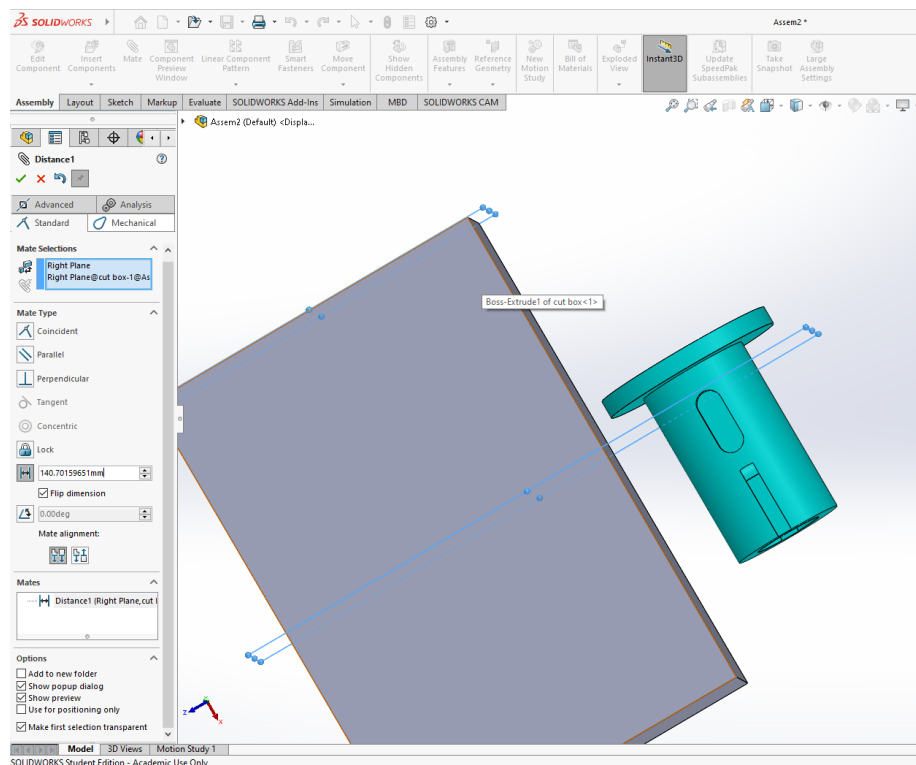 SOLIDWORKS
Assem2 *
Edit Component
Insert Components
Mate
Component Preview Window
Linear Component Pattern
Smart Fasteners
Move Component
Show Hidden Components
Assembly Features
Reference Geometry
New Motion Study
Bill of Materials
Exploded View
Instant3D
Update SpeedPak Subassemblies
Take Snapshot
Large Assembly Settings
Assembly Layout Sketch Markup Evaluate SOLIDWORKS Add-Ins Simulation MBD SOLIDWORKS CAM
Assem2 (Default) <Displa...
Distance1
Advanced Analysis
Standard Mechanical
Mate Selections
Right Plane
Right Plane@cut box-1@As
Boss-Extrude1 of cut box<1>
Mate Type
Coincident
Parallel
Perpendicular
Tangent
Concentric
Lock
140.70159651mm
Flip dimension
0.00deg
Mate alignment:
Mates
Distance1 (Right Plane,cut
Options
Add to new folder
Show popup dialog
Show preview
Use for positioning only
Make first selection transparent
z
x
Model 3D Views Motion Study 1
SOLIDWORKS Student Edition - Academic Use Only